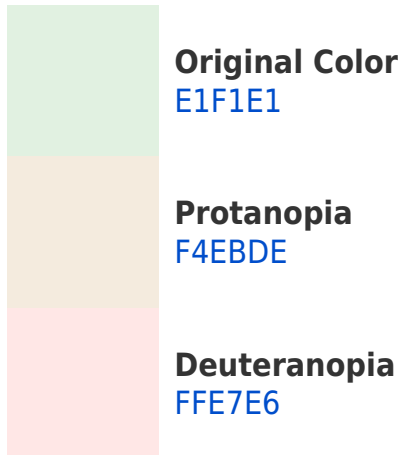 Original Color
E1F1E1
Protanopia
F4EBDE
Deuteranopia
FFE7E6